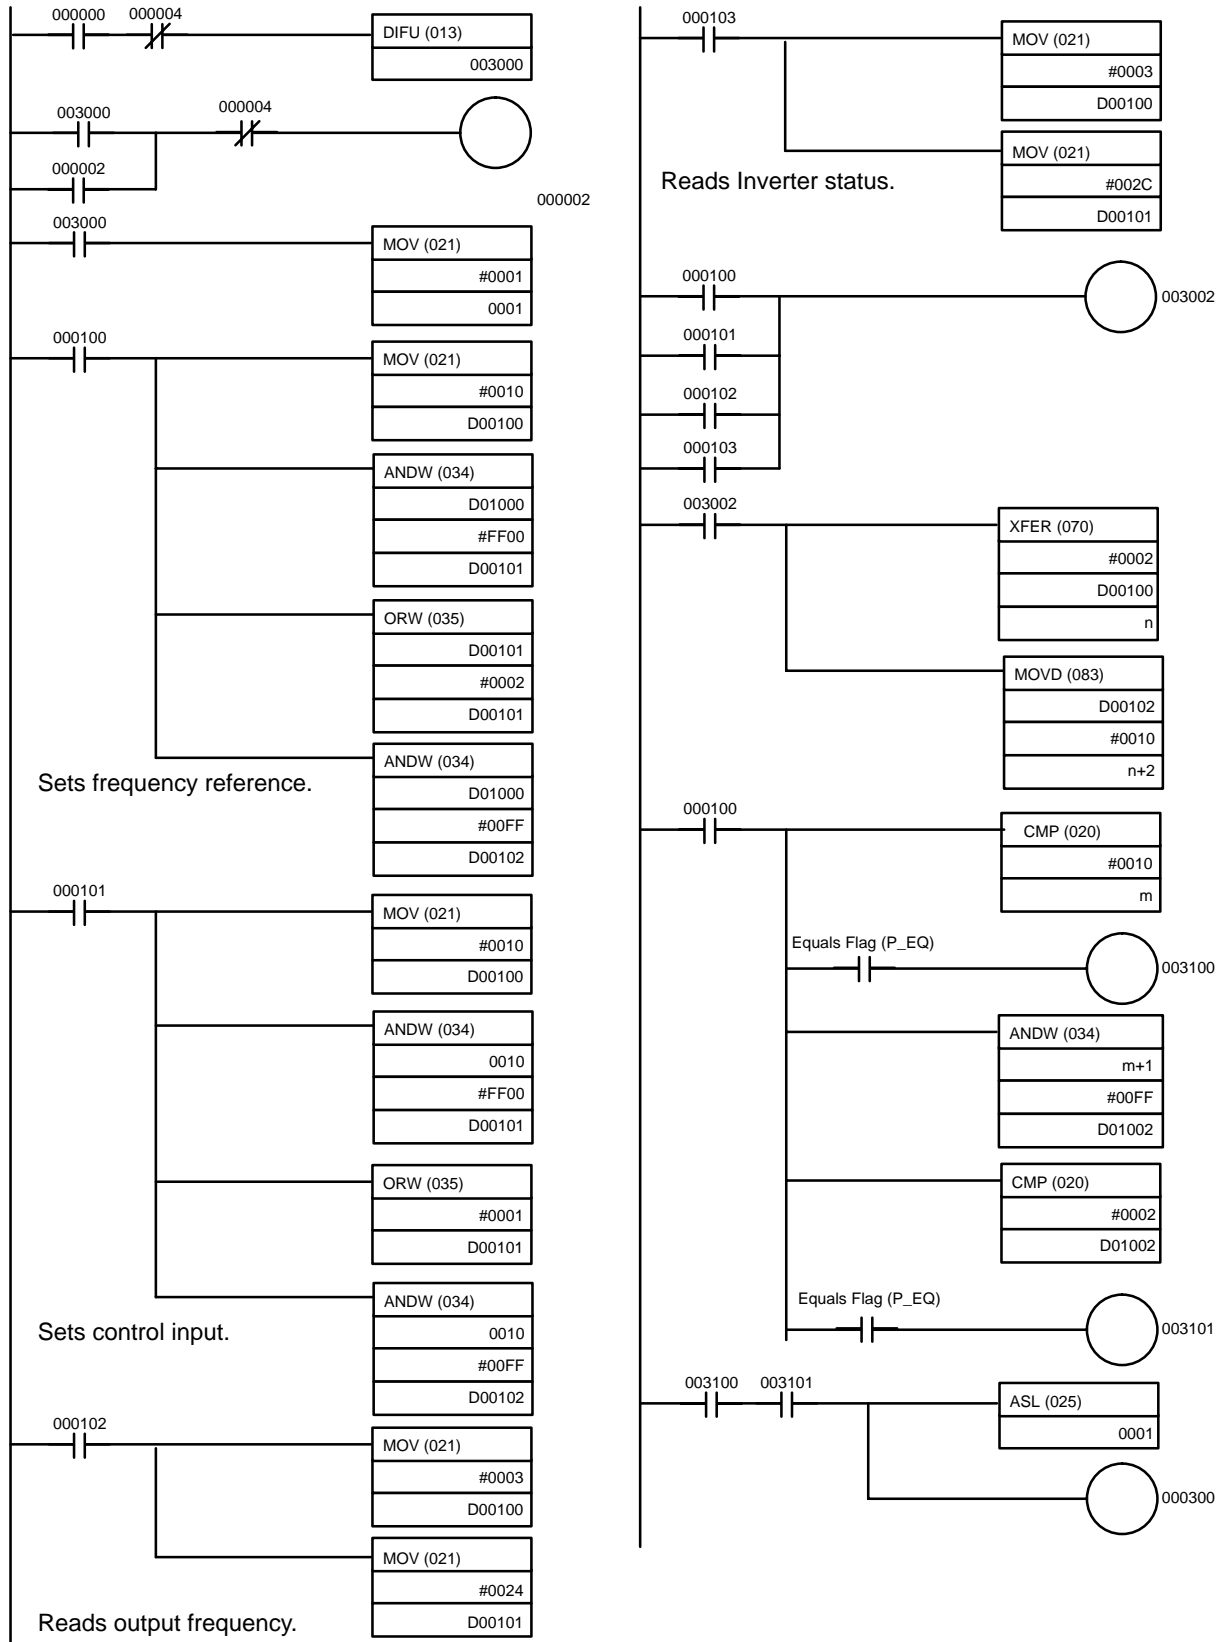 000000
000004
DIFU (013)
003000
003000
000004
000002
000002
003000
MOV (021)
#0001
0001
000100
MOV (021)
#0010
D00100
ANDW (034)
D01000
#FF00
D00101
ORW (035)
D00101
#0002
D00101
Sets frequency reference.
ANDW (034)
D01000
#00FF
D00102
000101
MOV (021)
#0010
D00100
ANDW (034)
0010
#FF00
D00101
ORW (035)
#0001
D00101
Sets control input.
ANDW (034)
0010
#00FF
D00102
000102
MOV (021)
#0003
D00100
MOV (021)
#0024
D00101
Reads output frequency.
000103
MOV (021)
#0003
D00100
MOV (021)
#002C
D00101
Reads Inverter status.
000100
003002
000101
000102
000103
003002
XFER (070)
#0002
D00100
n
MOVD (083)
D00102
#0010
n+2
000100
CMP (020)
#0010
m
Equals Flag (P_EQ)
003100
ANDW (034)
m+1
#00FF
D01002
CMP (020)
#0002
D01002
Equals Flag (P_EQ)
003101
003100
003101
ASL (025)
0001
000300